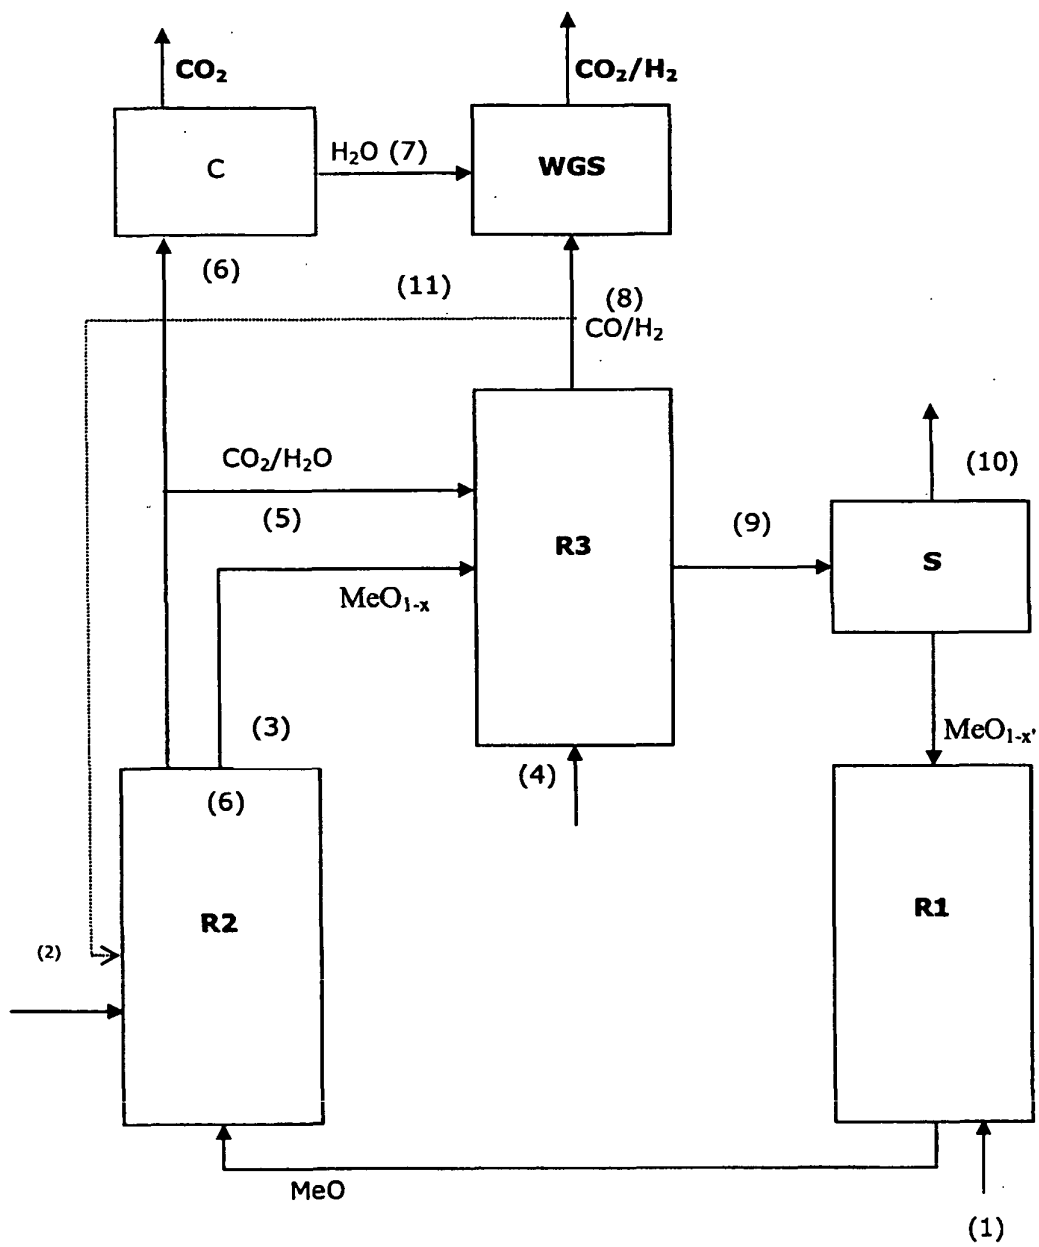 CO₂
CO₂/H₂
C
H₂O (7)
WGS
(6)
(11)
(8)
CO/H₂
CO₂/H₂O
(10)
(5)
(9)
R3
S
MeO₁₋ₓ
(3)
MeO₁₋ₓ'
(4)
(6)
R2
R1
(2)
MeO
(1)